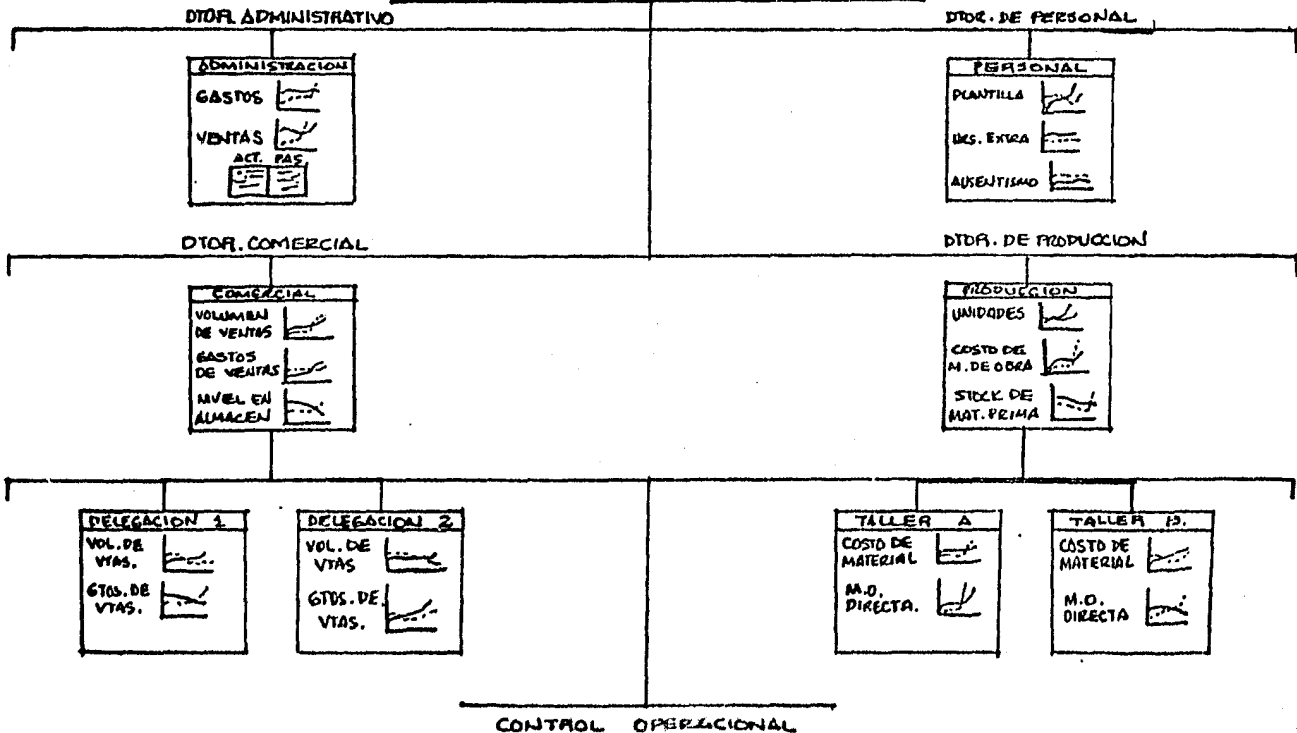 DTOR. ADMINISTRATIVO
DTOR. DE PERSONAL
ADMINISTRACION
GASTOS
VENTAS
ACT. PAS
PERSONAL
PLANTILLA
HRS. EXTRA
AUSENTISMO
DTOR. COMERCIAL
DTOR. DE PRODUCCION
COMERCIAL
VOLUMEN
DE VENTAS
GASTOS
DE VENTAS
NIVEL EN
ALMACEN
PRODUCCION
UNIDADES
COSTO DE
M. DE OBRA
STOCK DE
MAT. PRIMA
DELEGACION 1
VOL. DE
VTAS.
GTOS. DE
VTAS.
DELEGACION 2
VOL. DE
VTAS
GTOS. DE
VTAS.
TALLER A
COSTO DE
MATERIAL
M.O.
DIRECTA.
TALLER B.
COSTO DE
MATERIAL
M.O.
DIRECTA
CONTROL OPERACIONAL